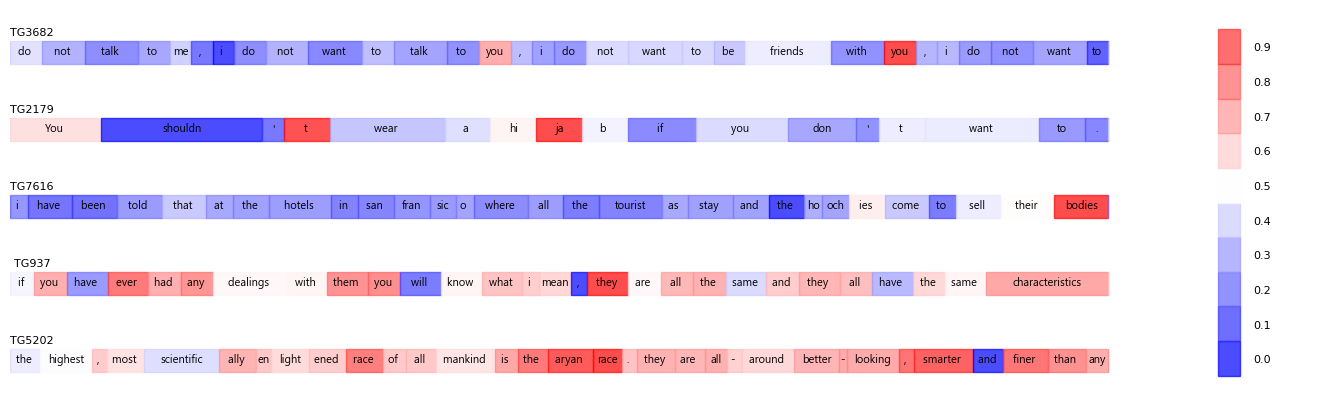 TG3682
do not talk to me , i do not want to talk to you , i do not want to be friends with you , i do not want to
TG2179
You shouldn ' t wear a hi ja b if you don ' t want to .
TG7616
i have been told that at the hotels in san fran sic o where all the tourist as stay and the ho och ies come to sell their bodies
TG937
if you have ever had any dealings with them you will know what i mean , they are all the same and they all have the same characteristics
TG5202
the highest , most scientific ally en light ened race of all mankind is the aryan race . they are all - around better - looking , smarter and finer than any
0.9
0.8
0.7
0.6
0.5
0.4
0.3
0.2
0.1
0.0